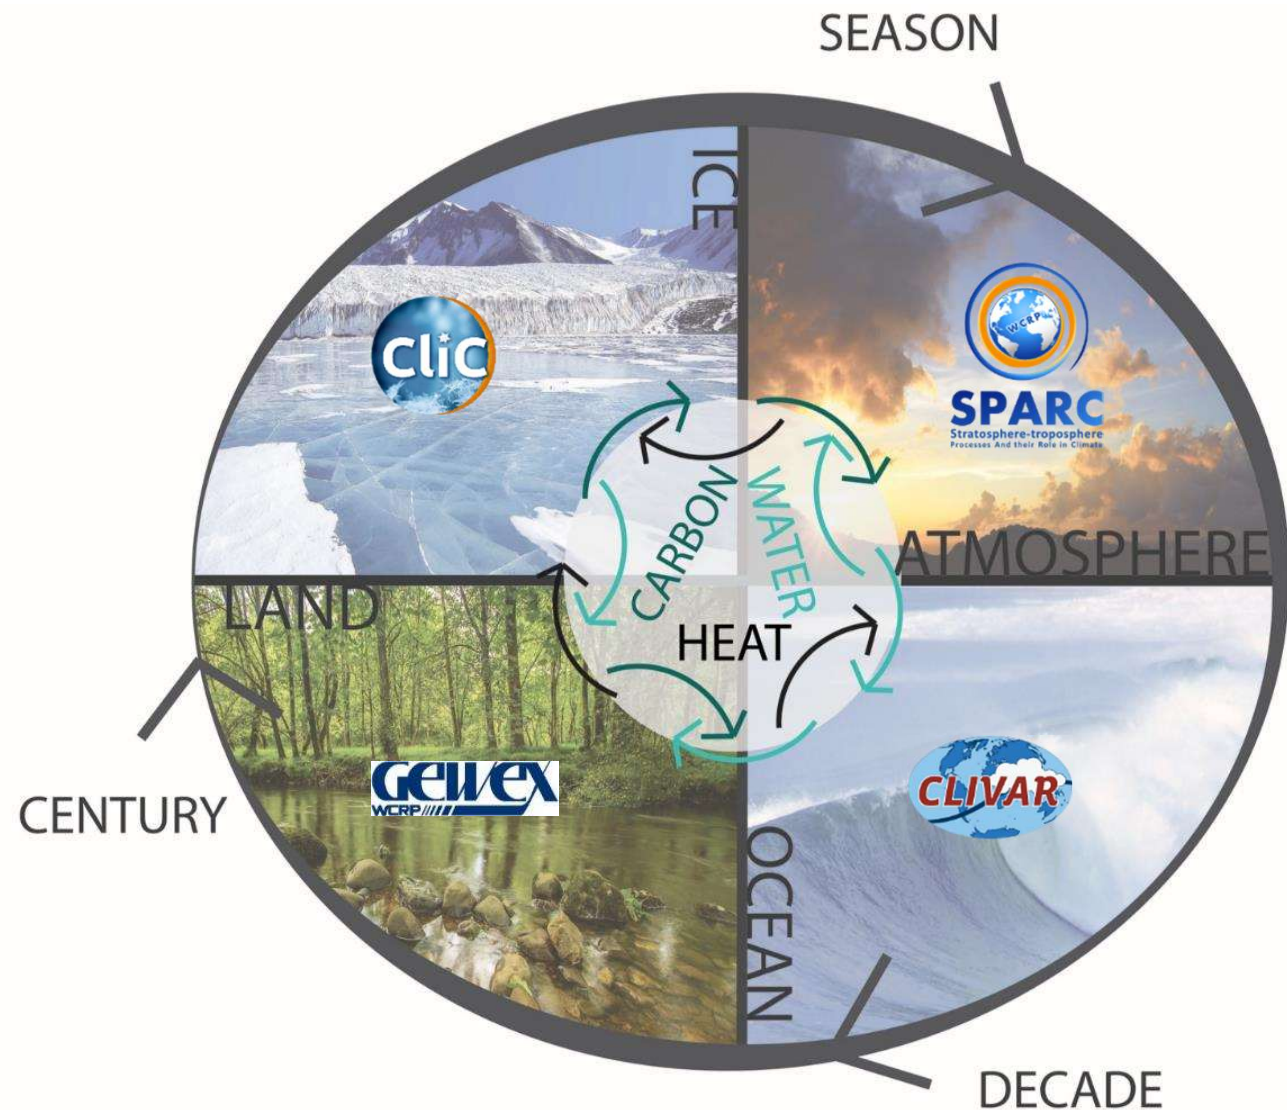 SEASON
ICE
CliC
WCRP
SPARC
Stratosphere-troposphere
Processes And their Role in Climate
CARBON
WATER
ATMOSPHERE
LAND
HEAT
GEWEX
WCRP
CLIVAR
CENTURY
OCEAN
DECADE